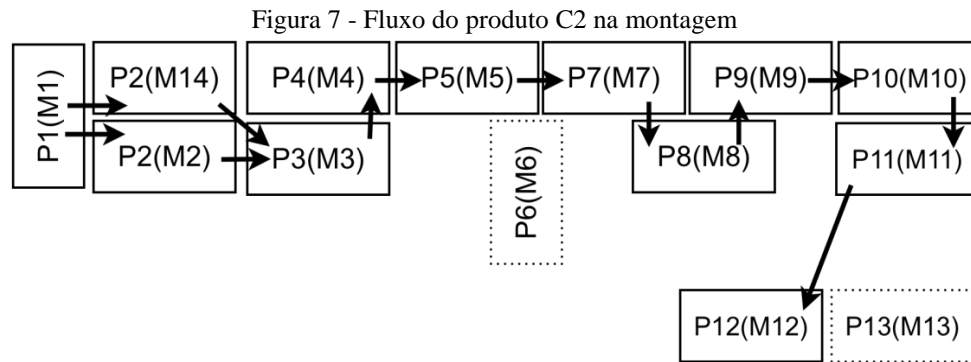 Figura 7 - Fluxo do produto C2 na montagem
P1(M1)
P2(M14)
P4(M4)
P5(M5)
P7(M7)
P9(M9)
P10(M10)
P2(M2)
P3(M3)
P6(M6)
P8(M8)
P11(M11)
P12(M12)
P13(M13)